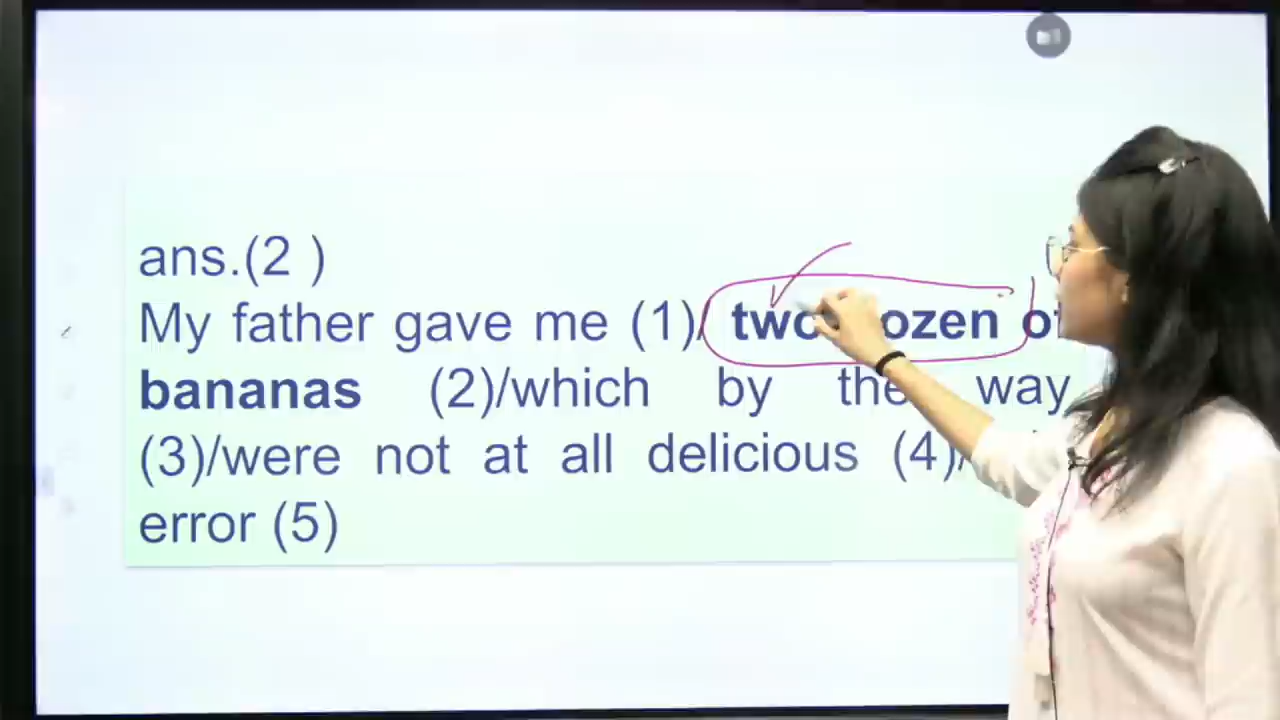 ans.(2 )
My father gave me (1)/ two
bananas (2)/which by the way
(3)/were not at all delicious (4)/
error (5)